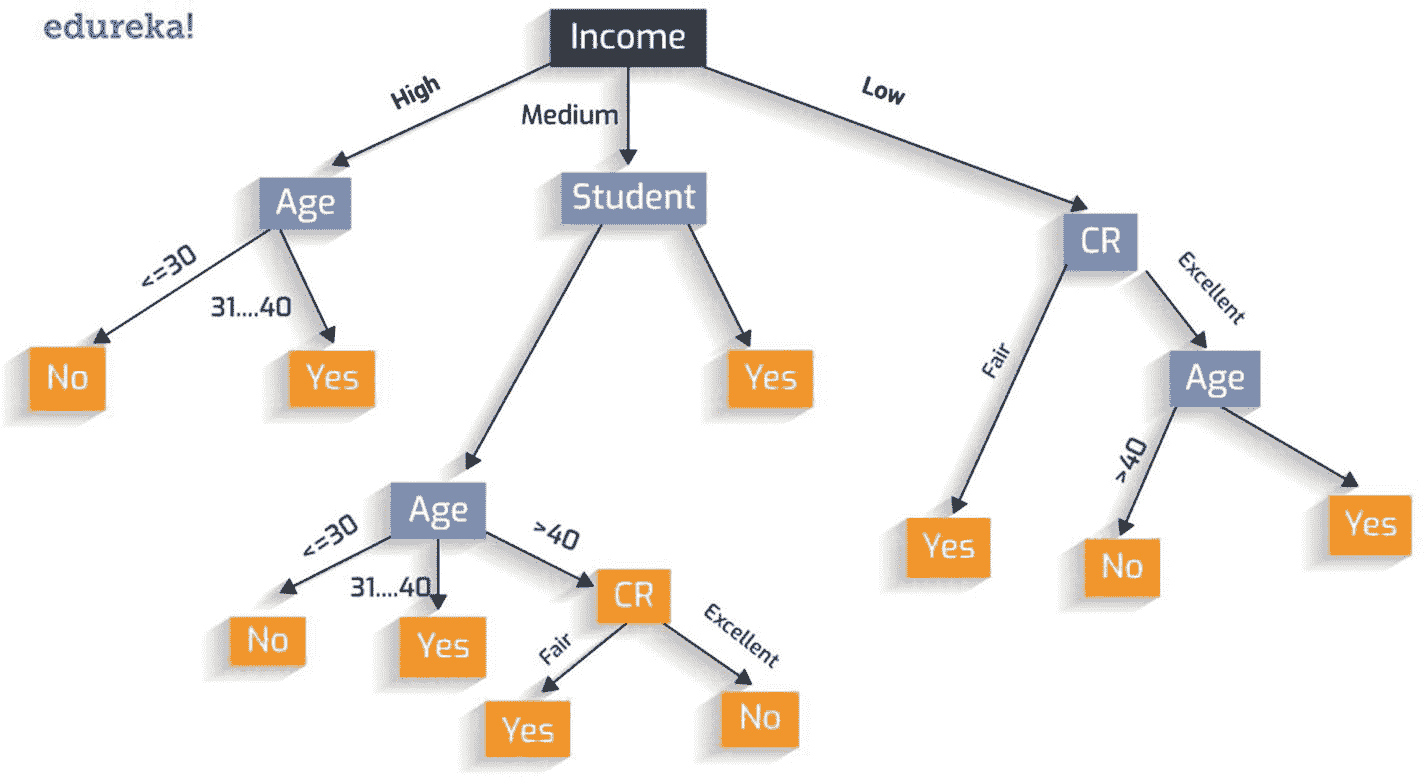 edureka!
Income
High
Medium
Low
Age
Student
CR
<=30
31....40
Excellent
Fair
No
Yes
Yes
Age
>40
Age
<=30
31....40
>40
Yes
No
Yes
CR
No
Yes
Fair
Excellent
Yes
No